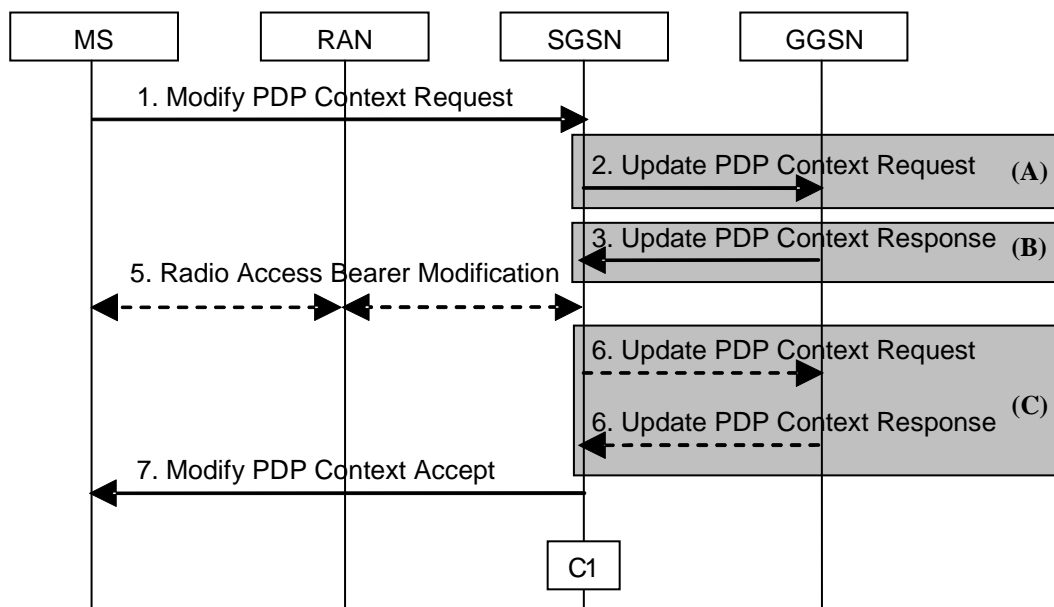 MS RAN SGSN GGSN
1. Modify PDP Context Request
2. Update PDP Context Request (A)
3. Update PDP Context Response (B)
5. Radio Access Bearer Modification
6. Update PDP Context Request
(C)
6. Update PDP Context Response
7. Modify PDP Context Accept
C1